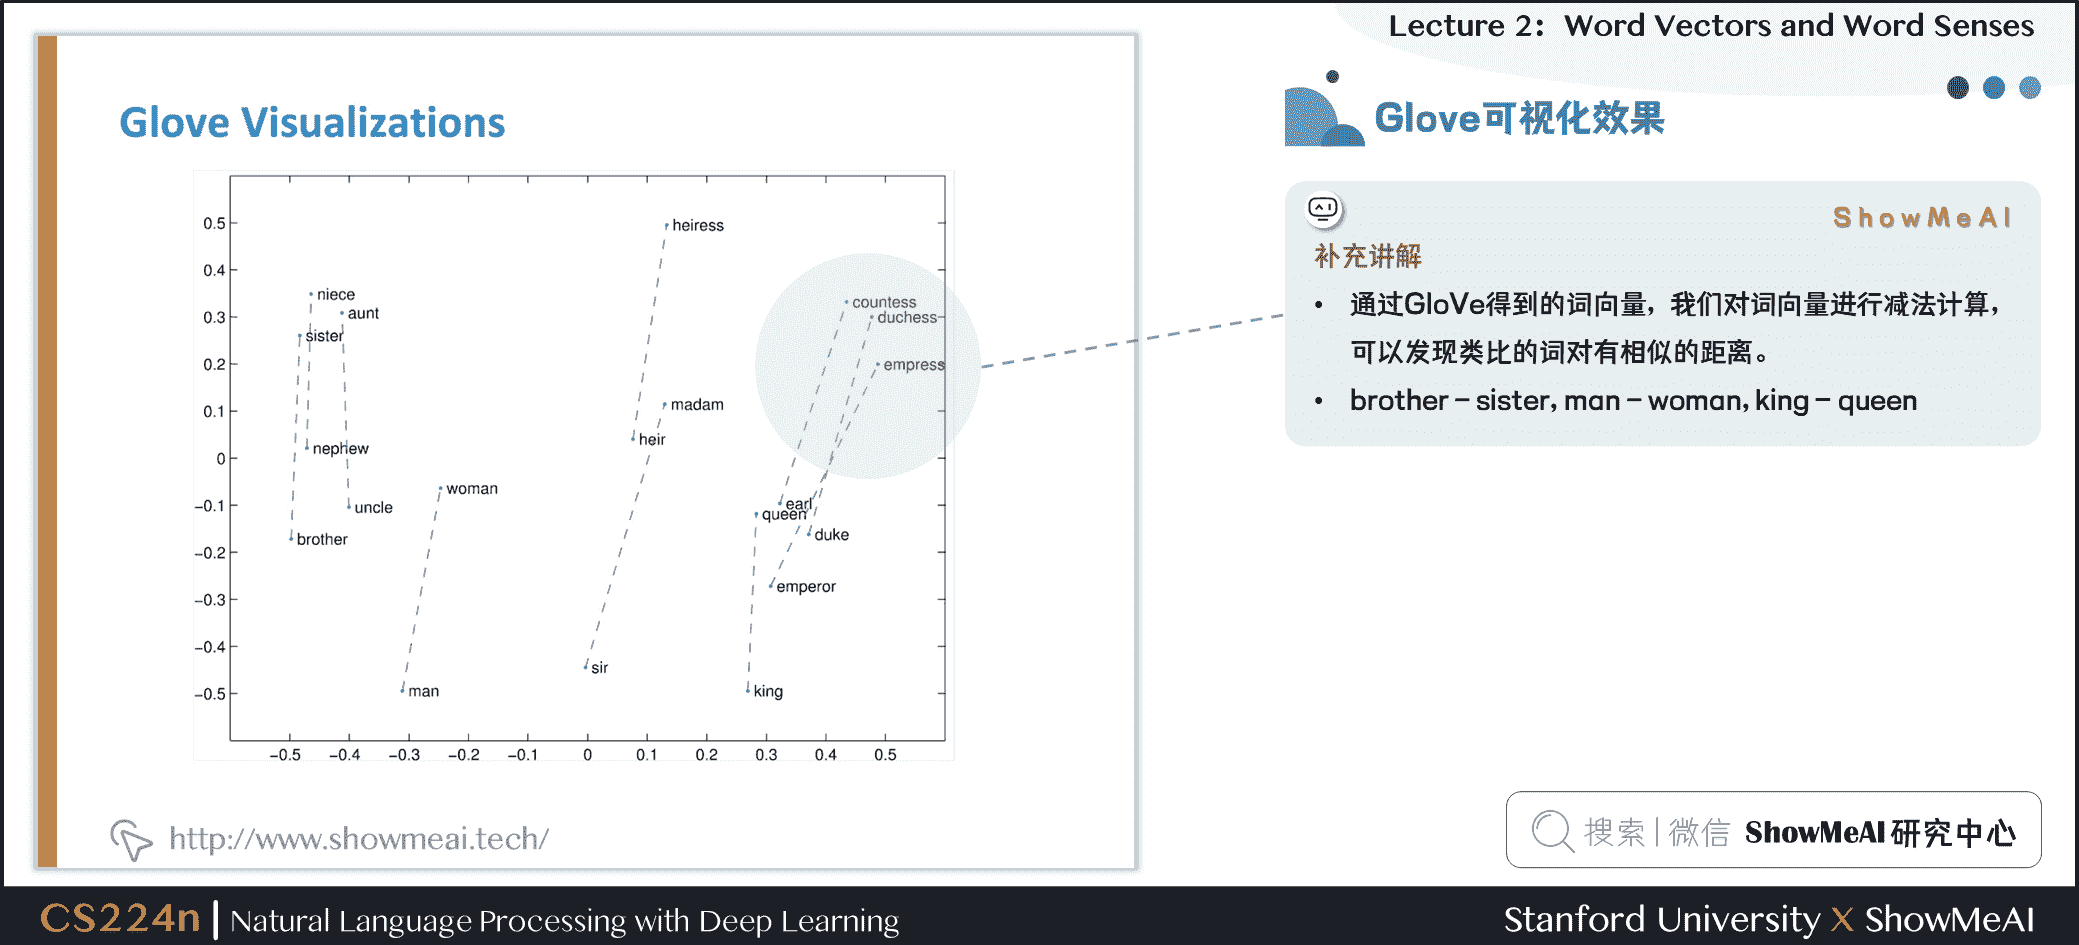 Lecture 2: Word Vectors and Word Senses
Glove Visualizations
0.5
0.4
0.3
0.2
0.1
0
−0.1
−0.2
−0.3
−0.4
−0.5
−0.5
−0.4
−0.3
−0.2
−0.1
0
0.1
0.2
0.3
0.4
0.5
heiress
niece
aunt
sister
countess
duchess
empress
madam
heir
nephew
woman
uncle
earl
queen
brother
duke
emperor
sir
man
king
http://www.showmeai.tech/
Glove可视化效果
ShowMeAI
补充讲解
• 通过GloVe得到的词向量，我们对词向量进行减法计算，
可以发现类比的词对有相似的距离。
• brother – sister, man – woman, king – queen
搜索 | 微信 ShowMeAI 研究中心
CS224n | Natural Language Processing with Deep Learning
Stanford University X ShowMeAI